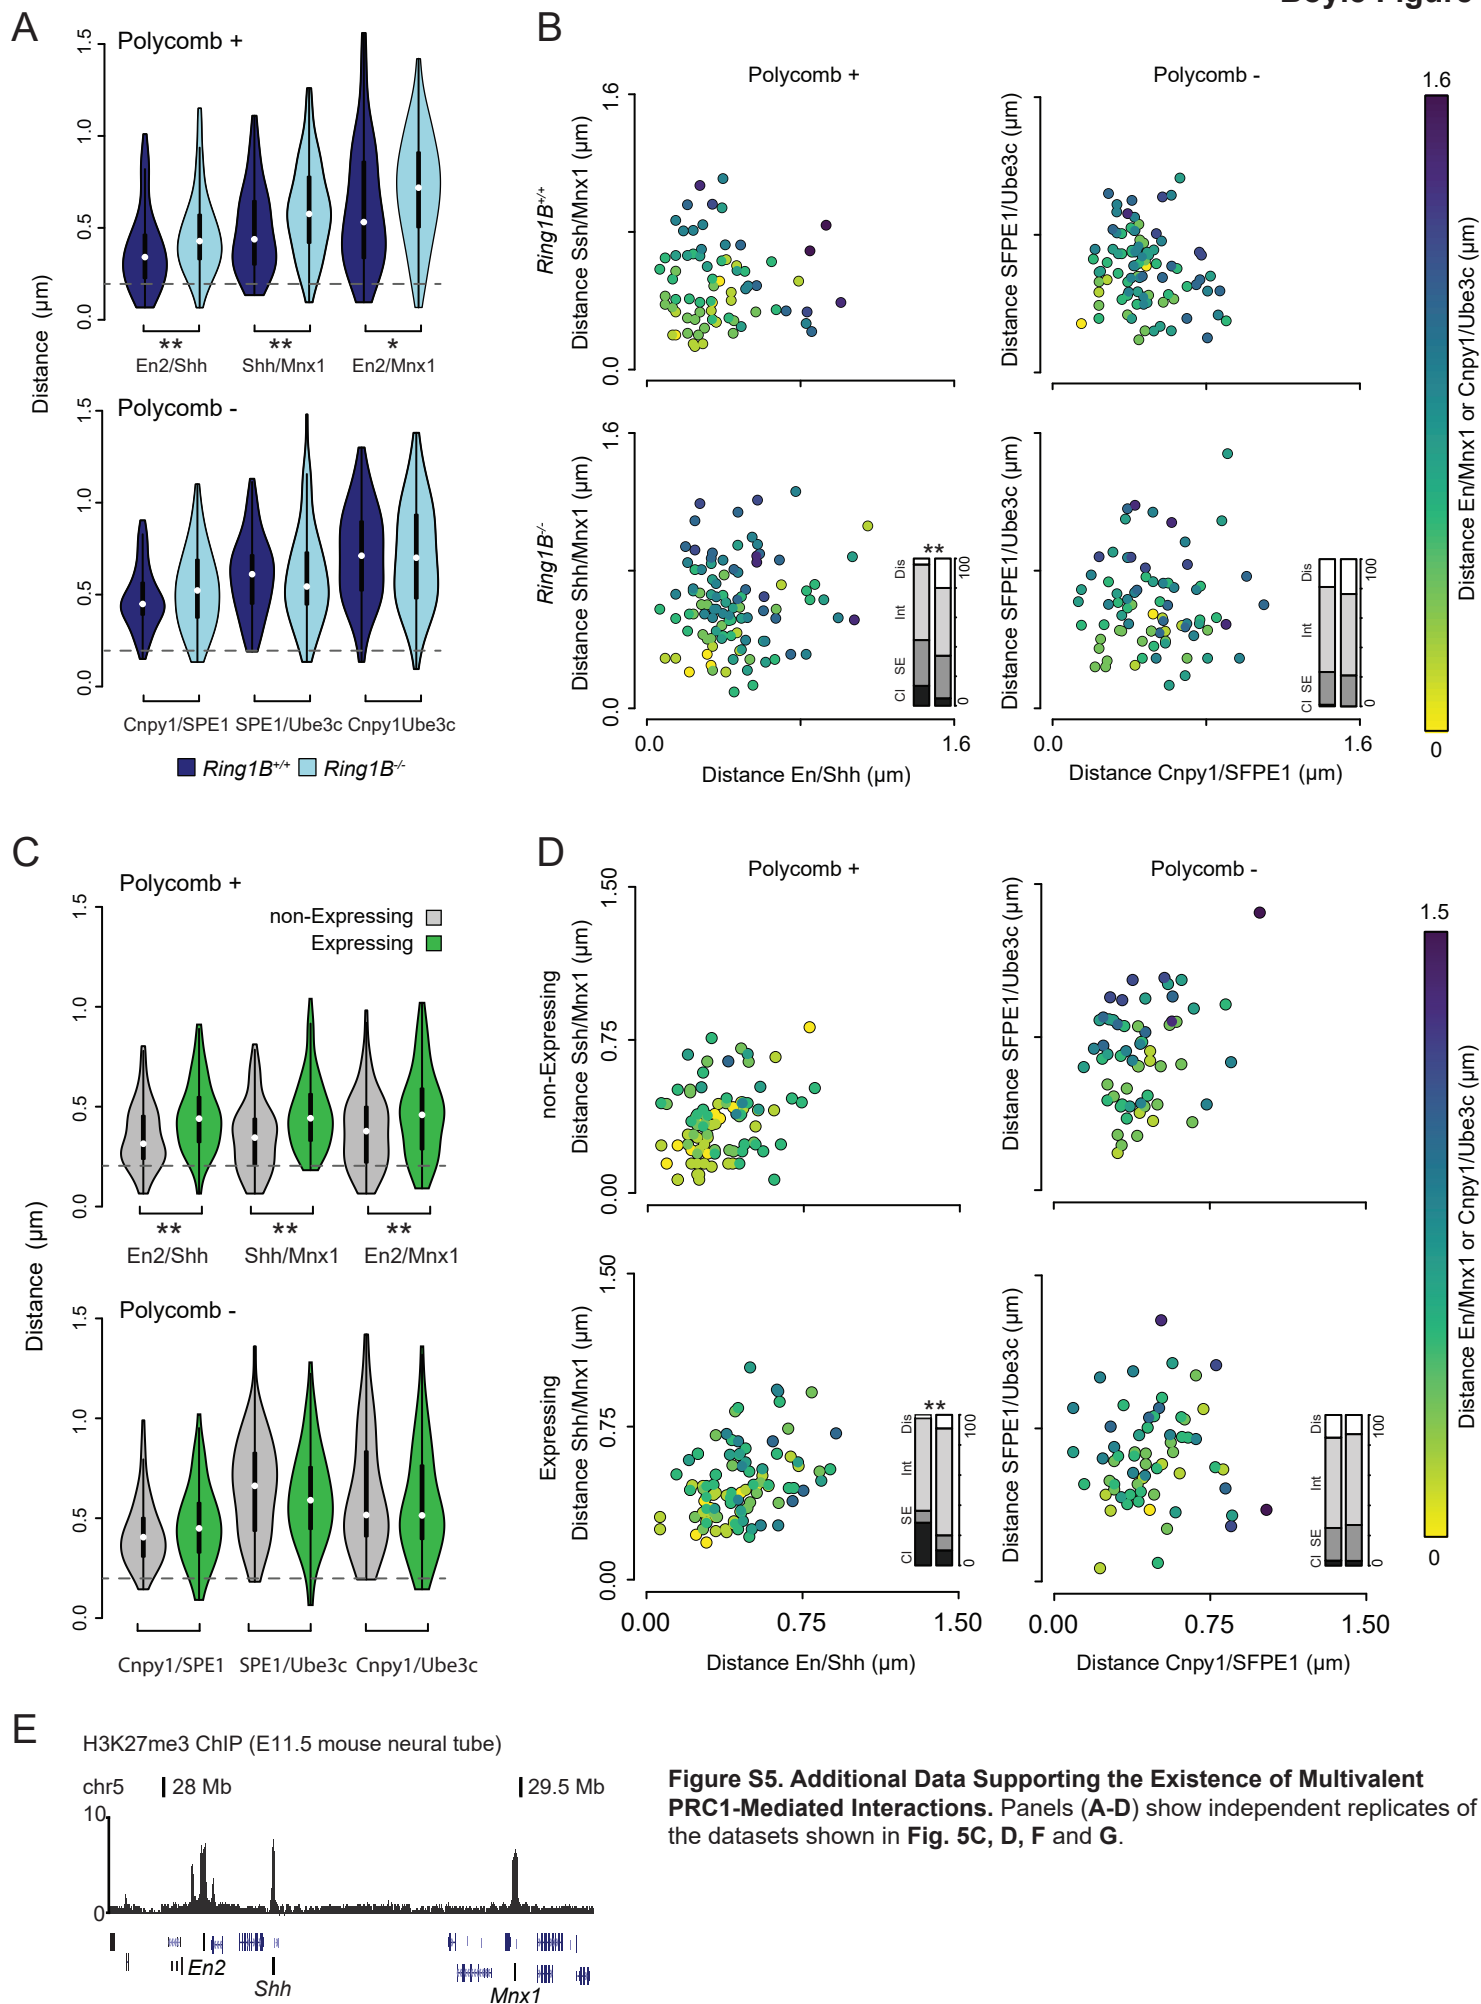 A
Polycomb +
1.5
1.0
0.5
0.0
**
**
*
En2/Shh
Shh/Mnx1
En2/Mnx1
Distance (µm)
Polycomb -
1.5
1.0
0.5
0.0
Cnpy1/SPE1
SPE1/Ube3c
Cnpy1Ube3c
Ring1B+/+
Ring1B-/-
B
Polycomb +
Polycomb -
Ring1B+/+
Distance Ssh/Mnx1 (µm)
1.6
0.0
Distance SFPE1/Ube3c (µm)
Ring1B-/-
Distance Shh/Mnx1 (µm)
1.6
0.0
**
Dis
Int
SE
Cl
100
0
0.0
1.6
Distance En/Shh (µm)
Distance SFPE1/Ube3c (µm)
Dis
Int
Cl SE
100
0
0.0
1.6
Distance Cnpy1/SFPE1 (µm)
1.6
0
Distance En/Mnx1 or Cnpy1/Ube3c (µm)
C
Polycomb +
non-Expressing
Expressing
1.5
1.0
0.5
0.0
**
**
**
En2/Shh
Shh/Mnx1
En2/Mnx1
Distance (µm)
Polycomb -
1.5
1.0
0.5
0.0
Cnpy1/SPE1
SPE1/Ube3c
Cnpy1/Ube3c
D
Polycomb +
Polycomb -
non-Expressing
Distance Ssh/Mnx1 (µm)
1.50
0.75
0.00
Distance SFPE1/Ube3c (µm)
Expressing
Distance Shh/Mnx1 (µm)
1.50
0.75
0.00
**
Dis
Int
SE
Cl
100
0
0.00
0.75
1.50
Distance En/Shh (µm)
Distance SFPE1/Ube3c (µm)
Dis
Int
SE
Cl
100
0
0.00
0.75
1.50
Distance Cnpy1/SFPE1 (µm)
1.5
0
Distance En/Mnx1 or Cnpy1/Ube3c (µm)
E
H3K27me3 ChIP (E11.5 mouse neural tube)
chr5
28 Mb
29.5 Mb
10
0
En2
Shh
Mnx1
Figure S5. Additional Data Supporting the Existence of Multivalent
PRC1-Mediated Interactions. Panels (A-D) show independent replicates of
the datasets shown in Fig. 5C, D, F and G.